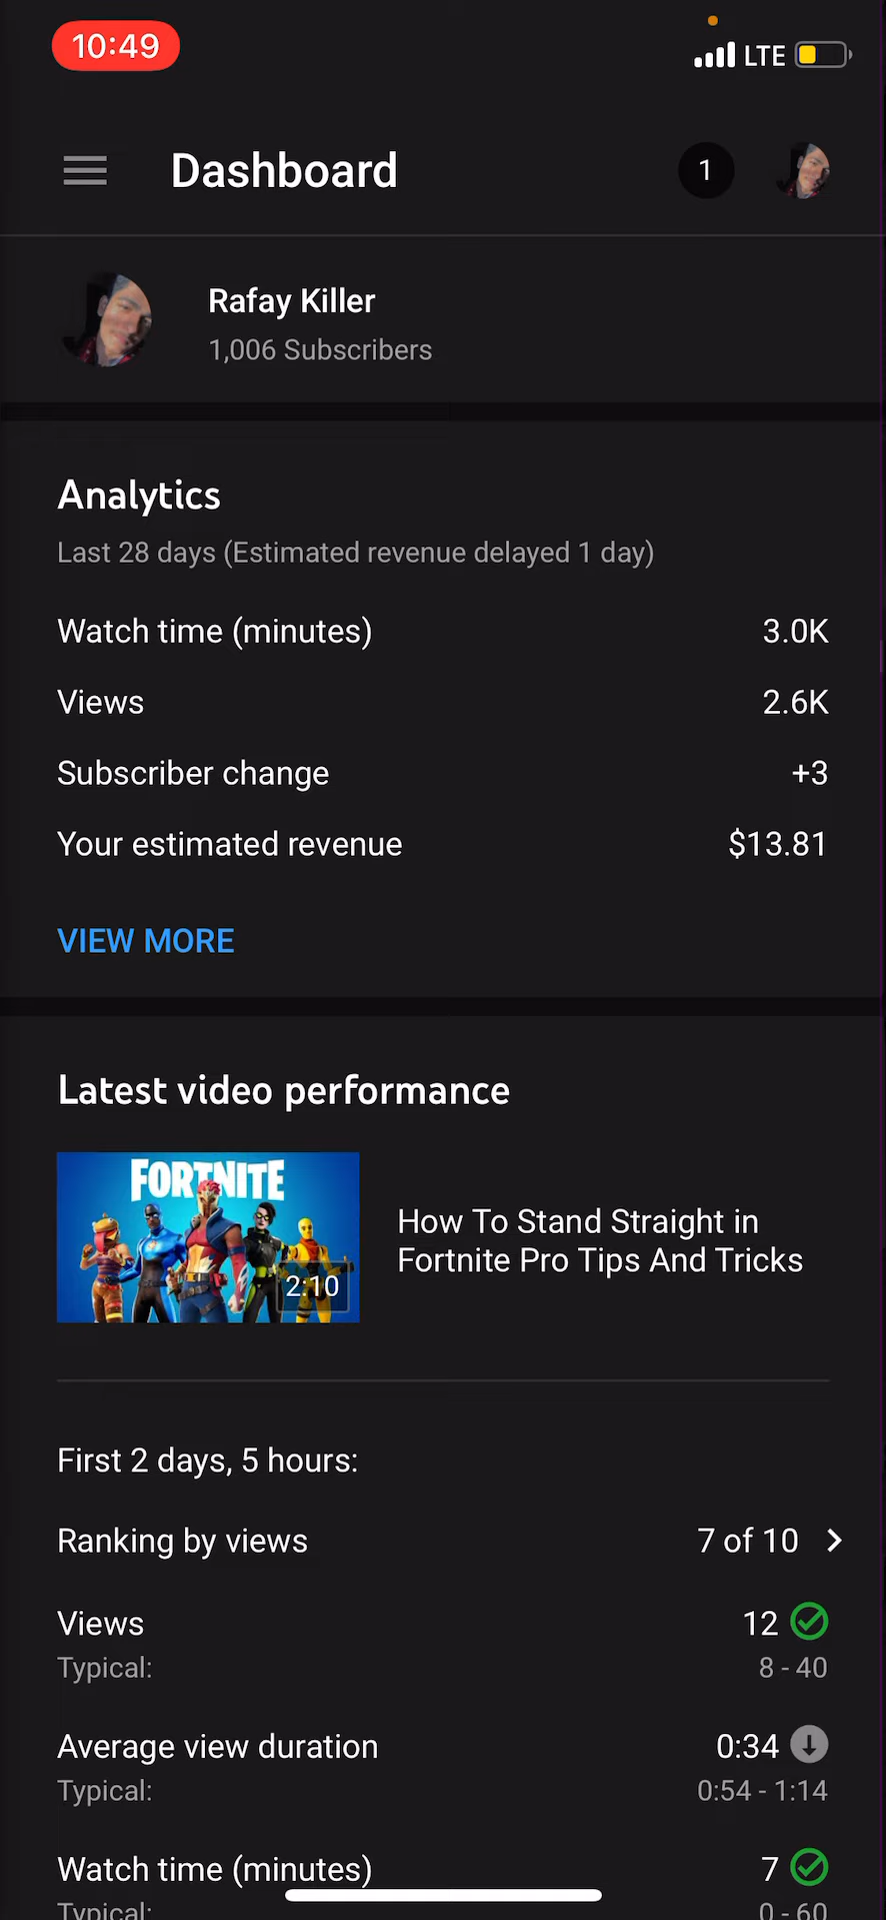 10:49
LTE
Dashboard
1
Rafay Killer
1,006 Subscribers
Analytics
Last 28 days (Estimated revenue delayed 1 day)
Watch time (minutes) 3.0K
Views 2.6K
Subscriber change +3
Your estimated revenue $13.81
VIEW MORE
Latest video performance
FORTNITE
2:10
How To Stand Straight in
Fortnite Pro Tips And Tricks
First 2 days, 5 hours:
Ranking by views 7 of 10
Views 12
Typical: 8 - 40
Average view duration 0:34
Typical: 0:54 - 1:14
Watch time (minutes) 7
Typical: 0 - 60